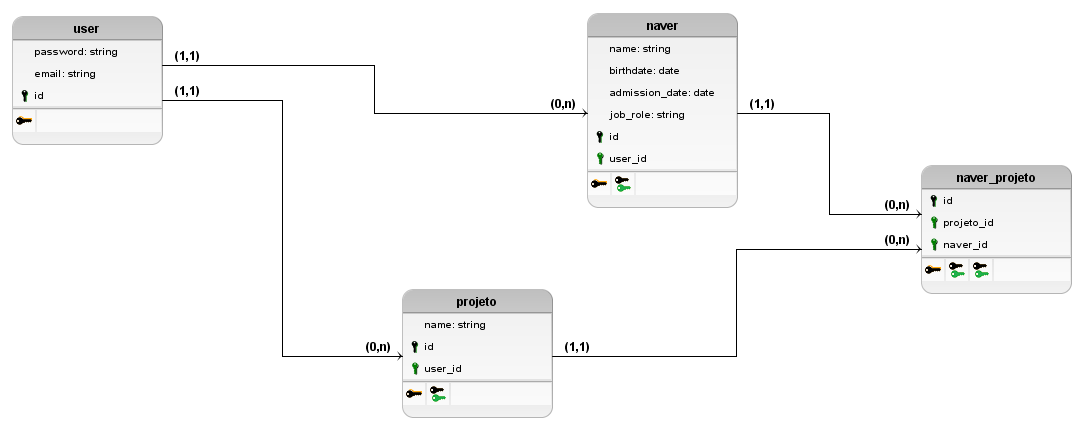 user
password: string
email: string
id
(1,1)
(1,1)
(0,n)
naver
name: string
birthdate: date
admission_date: date
job_role: string
id
user_id
(1,1)
(0,n)
(0,n)
naver_projeto
id
projeto_id
naver_id
projeto
name: string
id
user_id
(0,n)
(1,1)